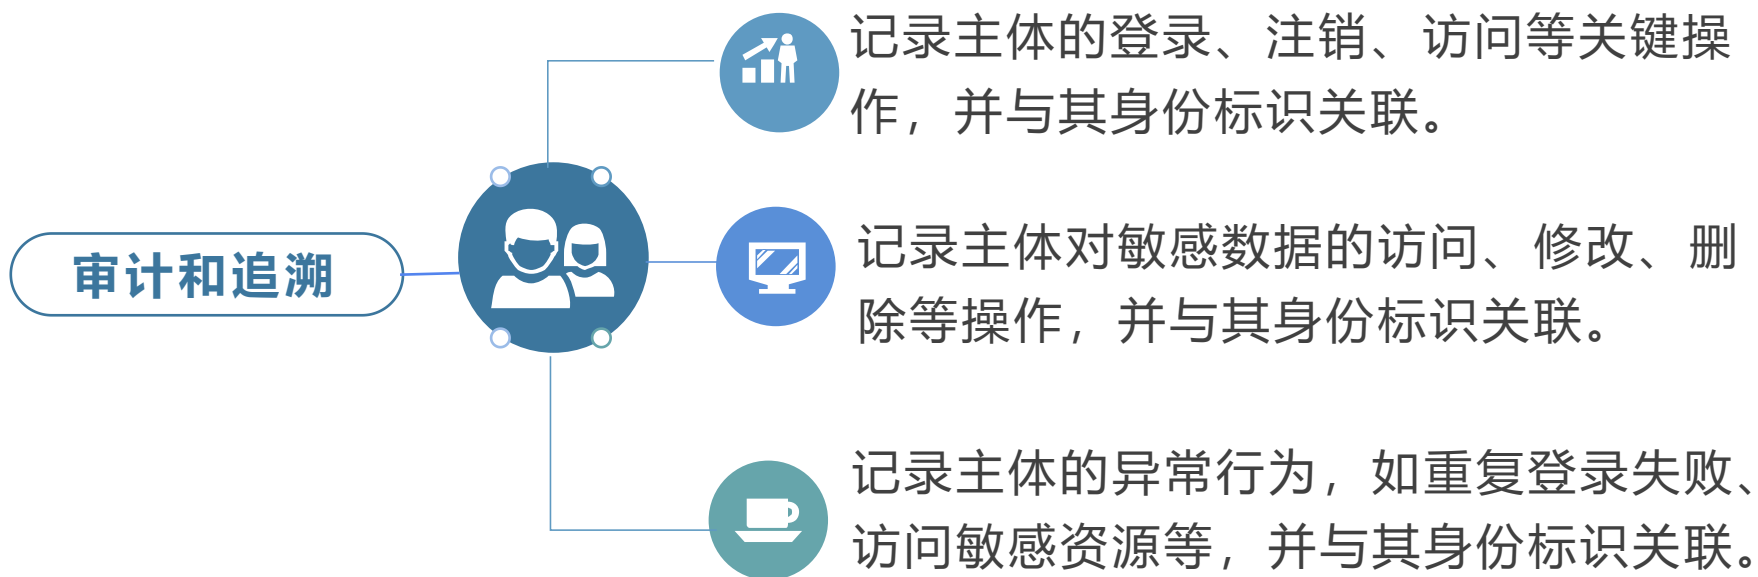 审计和追溯
记录主体的登录、注销、访问等关键操
作，并与其身份标识关联。
记录主体对敏感数据的访问、修改、删
除等操作，并与其身份标识关联。
记录主体的异常行为，如重复登录失败、
访问敏感资源等，并与其身份标识关联。